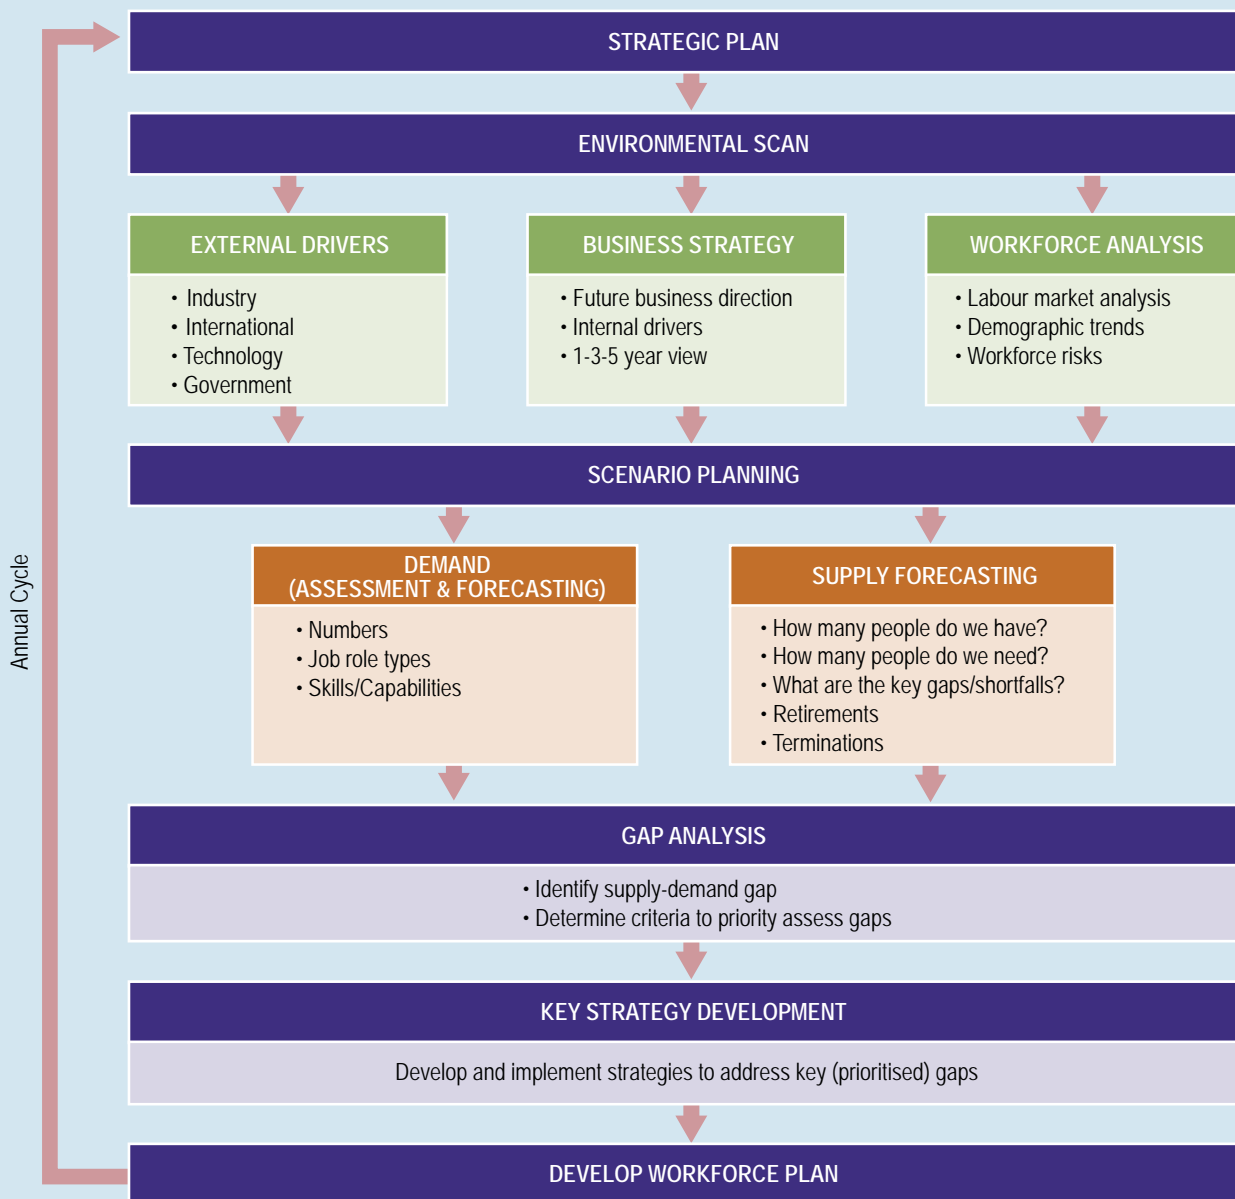 STRATEGIC PLAN
ENVIRONMENTAL SCAN
EXTERNAL DRIVERS
• Industry
• International
• Technology
• Government
BUSINESS STRATEGY
• Future business direction
• Internal drivers
• 1-3-5 year view
WORKFORCE ANALYSIS
• Labour market analysis
• Demographic trends
• Workforce risks
SCENARIO PLANNING
DEMAND
(ASSESSMENT & FORECASTING)
• Numbers
• Job role types
• Skills/Capabilities
SUPPLY FORECASTING
• How many people do we have?
• How many people do we need?
• What are the key gaps/shortfalls?
• Retirements
• Terminations
GAP ANALYSIS
• Identify supply-demand gap
• Determine criteria to priority assess gaps
KEY STRATEGY DEVELOPMENT
Develop and implement strategies to address key (prioritised) gaps
DEVELOP WORKFORCE PLAN
Annual Cycle